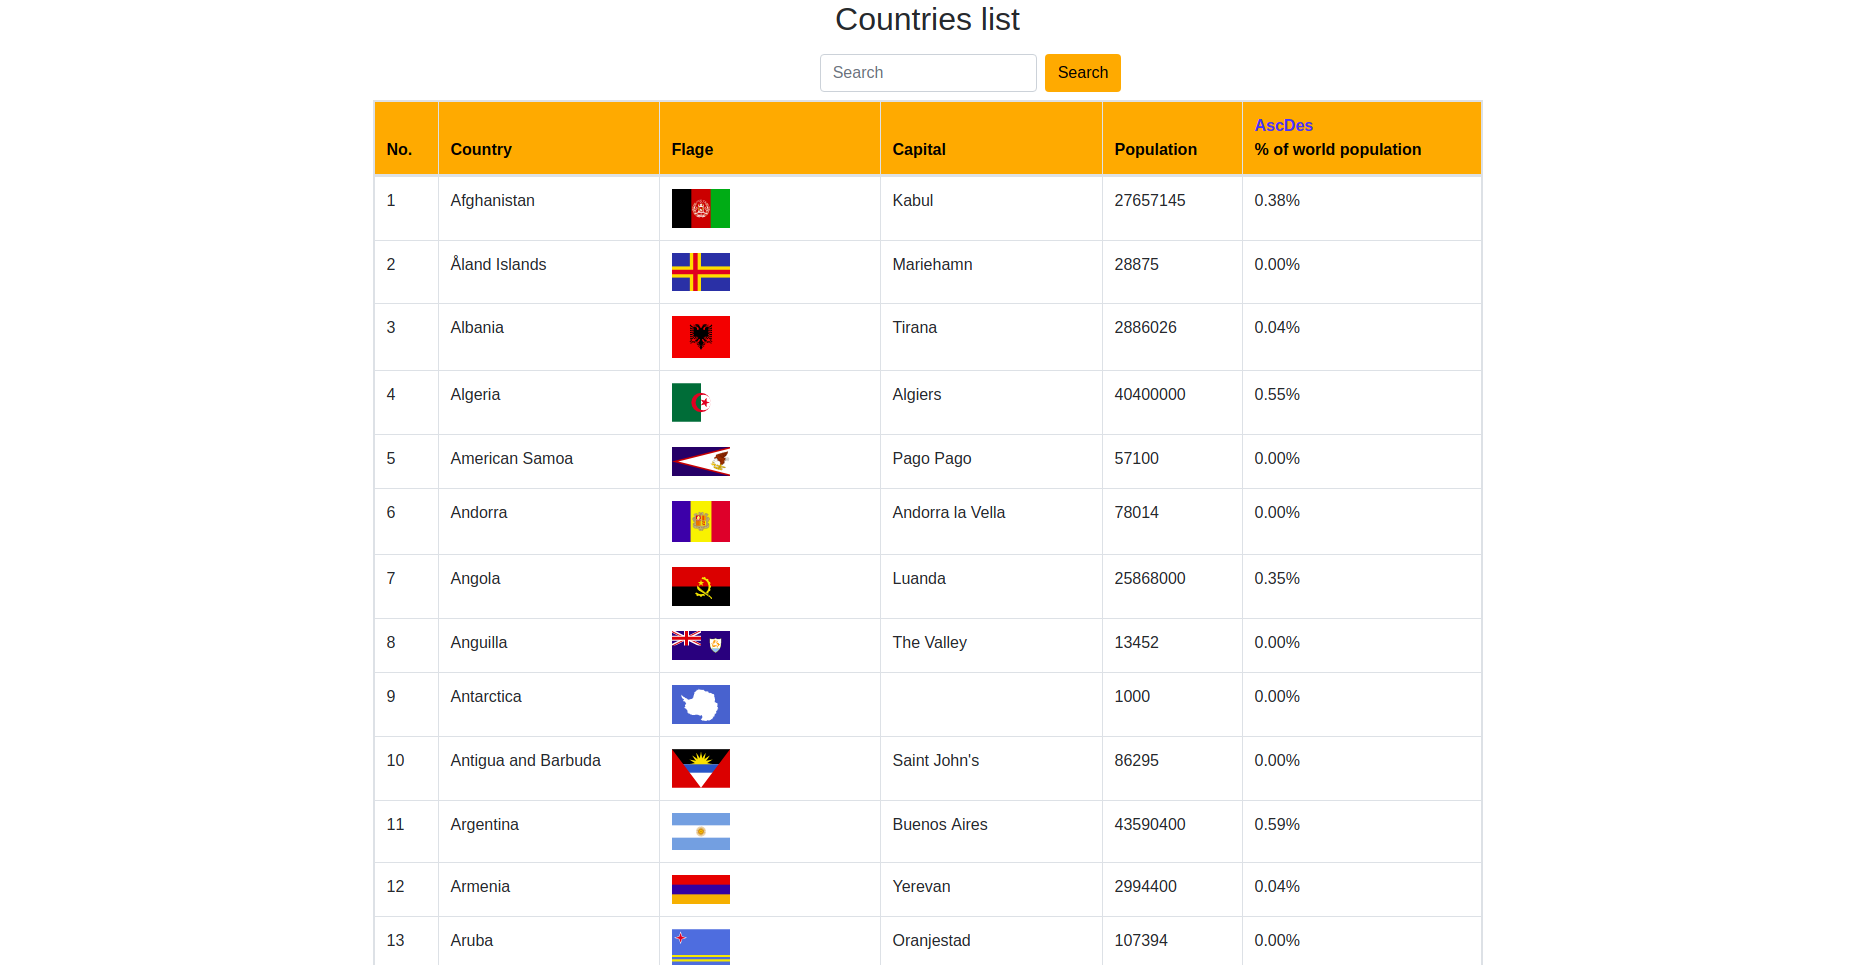 Countries list
Search Search
AscDes
No. Country Flage Capital Population % of world population
1 Afghanistan Kabul 27657145 0.38%
2 Åland Islands Mariehamn 28875 0.00%
3 Albania Tirana 2886026 0.04%
4 Algeria Algiers 40400000 0.55%
5 American Samoa Pago Pago 57100 0.00%
6 Andorra Andorra la Vella 78014 0.00%
7 Angola Luanda 25868000 0.35%
8 Anguilla The Valley 13452 0.00%
9 Antarctica 1000 0.00%
10 Antigua and Barbuda Saint John's 86295 0.00%
11 Argentina Buenos Aires 43590400 0.59%
12 Armenia Yerevan 2994400 0.04%
13 Aruba Oranjestad 107394 0.00%